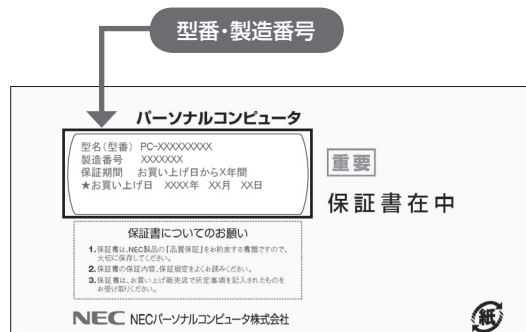 型番・製造番号
パーソナルコンピュータ
型名(型番) PC-XXXXXXXXX
製造番号 XXXXXXX
保証期間 お買い上げ日からX年間
★お買い上げ日 XXXX年 XX月 XX日
重要
保証書在中
保証書についてのお願い
1.保証書は、NEC製品の「品質保証」をお約束する書類ですので、
大切に保存してください。
2.保証書の保証内容、保証規定をよくお読みください。
3.保証書は、お買い上げ販売店で所定事項を記入されたものを
お受け取りください。
NEC NECパーソナルコンピュータ株式会社
紙